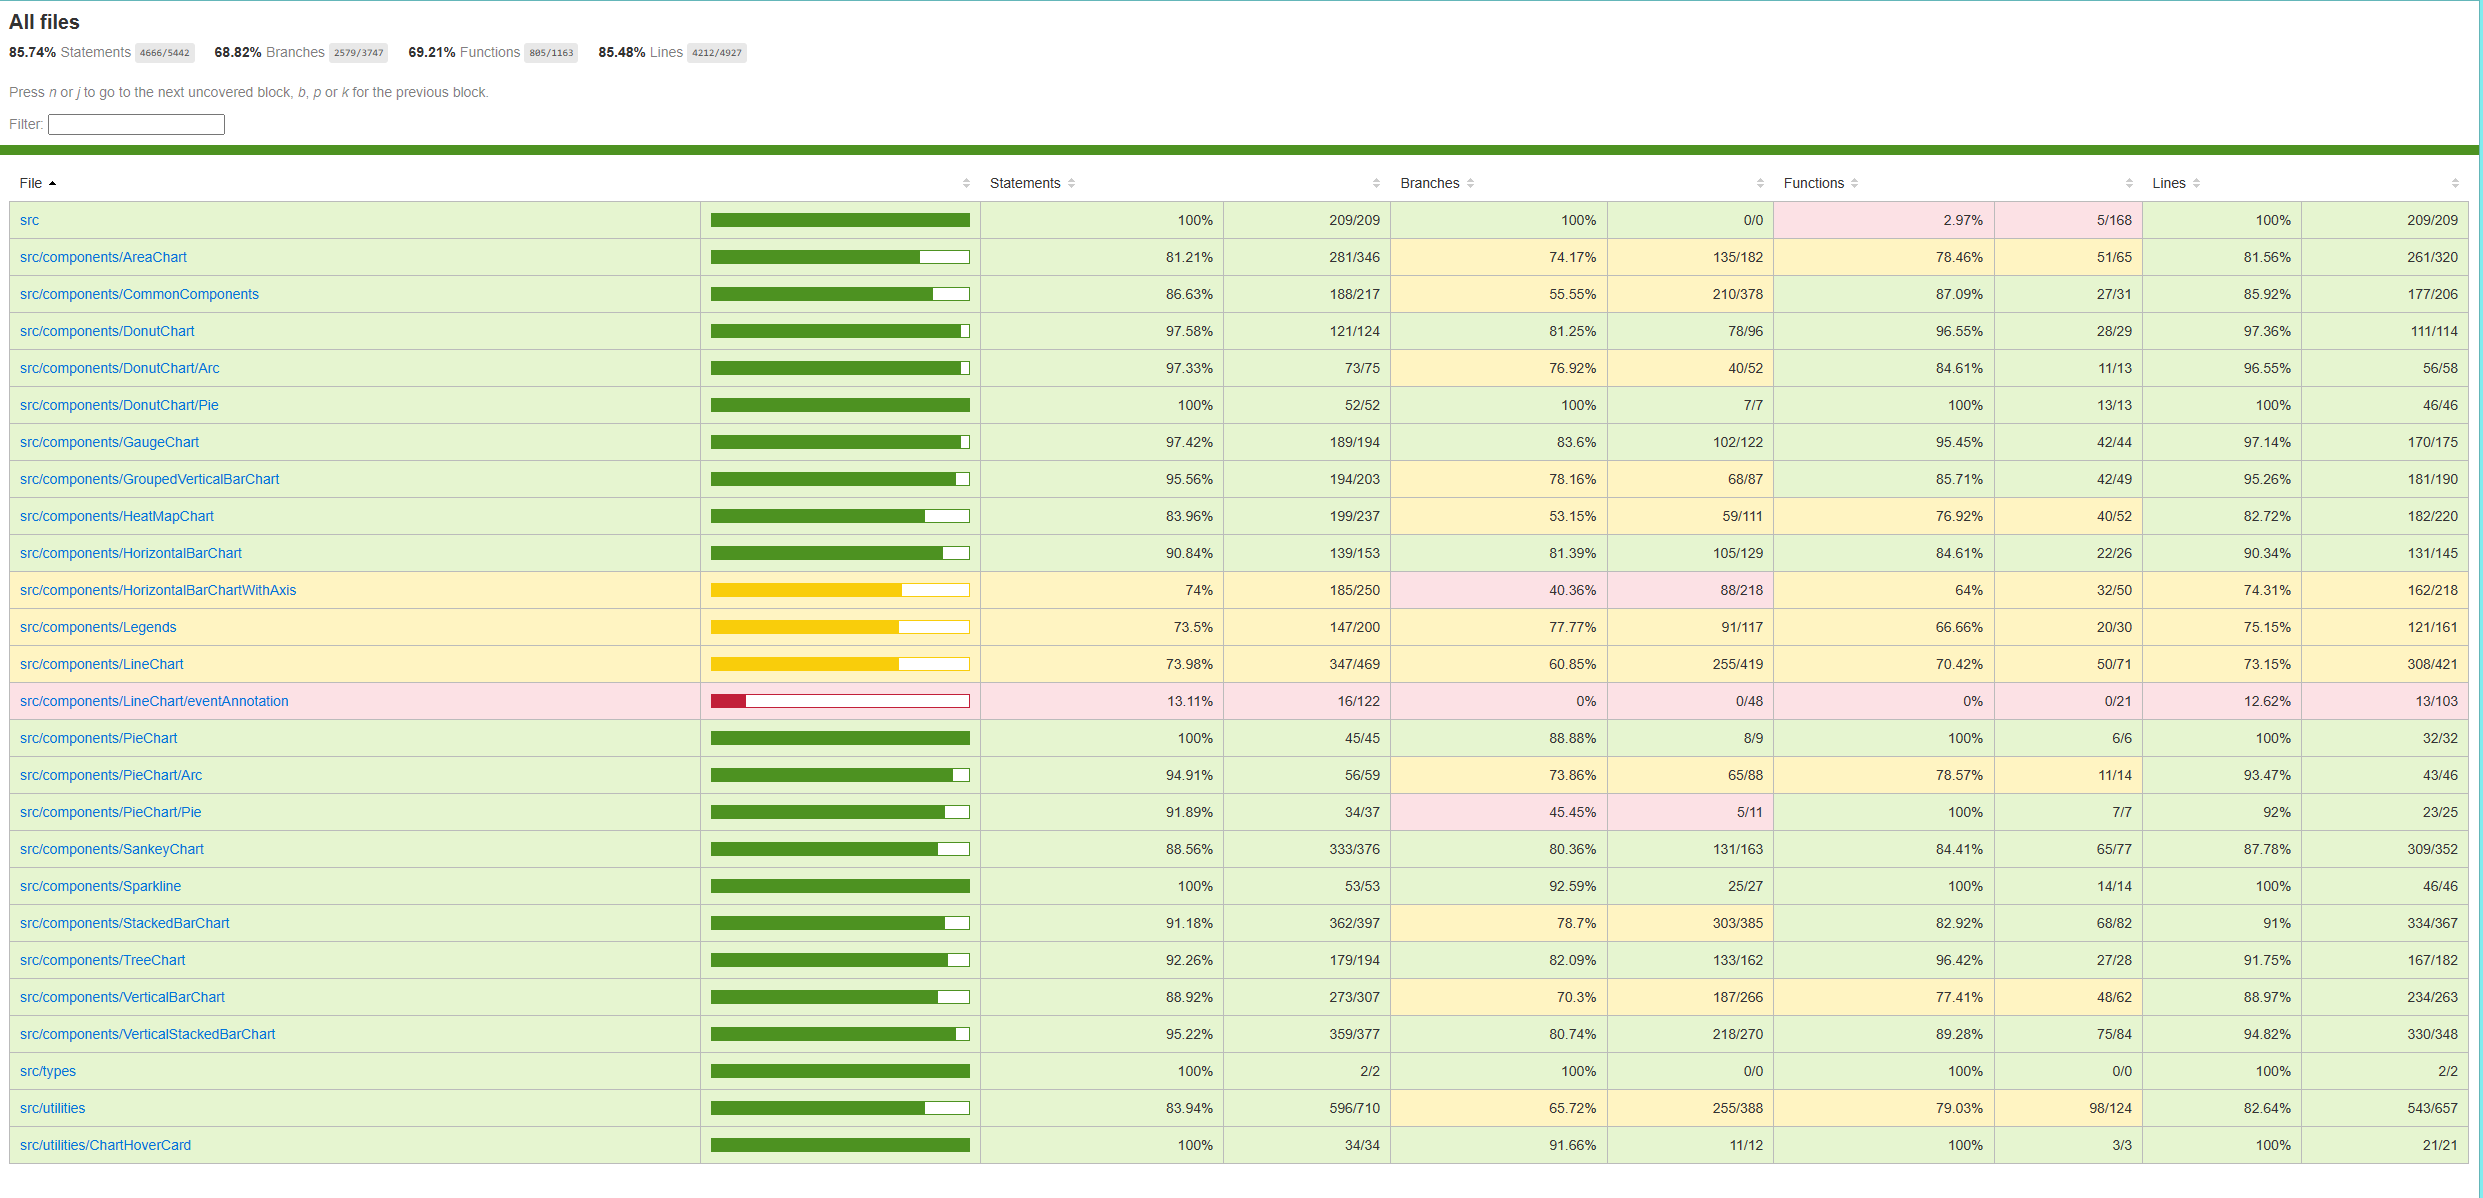 All files
85.74% Statements 4666/5442 68.82% Branches 2579/3747 69.21% Functions 805/1163 85.48% Lines 4212/4927
Press n or j to go to the next uncovered block, b, p or k for the previous block.
Filter:
File Statements Branches Functions Lines
src 100% 209/209 100% 0/0 2.97% 5/168 100% 209/209
src/components/AreaChart 81.21% 281/346 74.17% 135/182 78.46% 51/65 81.56% 261/320
src/components/CommonComponents 86.63% 188/217 55.55% 210/378 87.09% 27/31 85.92% 177/206
src/components/DonutChart 97.58% 121/124 81.25% 78/96 96.55% 28/29 97.36% 111/114
src/components/DonutChart/Arc 97.33% 73/75 76.92% 40/52 84.61% 11/13 96.55% 56/58
src/components/DonutChart/Pie 100% 52/52 100% 7/7 100% 13/13 100% 46/46
src/components/GaugeChart 97.42% 189/194 83.6% 102/122 95.45% 42/44 97.14% 170/175
src/components/GroupedVerticalBarChart 95.56% 194/203 78.16% 68/87 85.71% 42/49 95.26% 181/190
src/components/HeatMapChart 83.96% 199/237 53.15% 59/111 76.92% 40/52 82.72% 182/220
src/components/HorizontalBarChart 90.84% 139/153 81.39% 105/129 84.61% 22/26 90.34% 131/145
src/components/HorizontalBarChartWithAxis 74% 185/250 40.36% 88/218 64% 32/50 74.31% 162/218
src/components/Legends 73.5% 147/200 77.77% 91/117 66.66% 20/30 75.15% 121/161
src/components/LineChart 73.98% 347/469 60.85% 255/419 70.42% 50/71 73.15% 308/421
src/components/LineChart/eventAnnotation 13.11% 16/122 0% 0/48 0% 0/21 12.62% 13/103
src/components/PieChart 100% 45/45 88.88% 8/9 100% 6/6 100% 32/32
src/components/PieChart/Arc 94.91% 56/59 73.86% 65/88 78.57% 11/14 93.47% 43/46
src/components/PieChart/Pie 91.89% 34/37 45.45% 5/11 100% 7/7 92% 23/25
src/components/SankeyChart 88.56% 333/376 80.36% 131/163 84.41% 65/77 87.78% 309/352
src/components/Sparkline 100% 53/53 92.59% 25/27 100% 14/14 100% 46/46
src/components/StackedBarChart 91.18% 362/397 78.7% 303/385 82.92% 68/82 91% 334/367
src/components/TreeChart 92.26% 179/194 82.09% 133/162 96.42% 27/28 91.75% 167/182
src/components/VerticalBarChart 88.92% 273/307 70.3% 187/266 77.41% 48/62 88.97% 234/263
src/components/VerticalStackedBarChart 95.22% 359/377 80.74% 218/270 89.28% 75/84 94.82% 330/348
src/types 100% 2/2 100% 0/0 100% 0/0 100% 2/2
src/utilities 83.94% 596/710 65.72% 255/388 79.03% 98/124 82.64% 543/657
src/utilities/ChartHoverCard 100% 34/34 91.66% 11/12 100% 3/3 100% 21/21